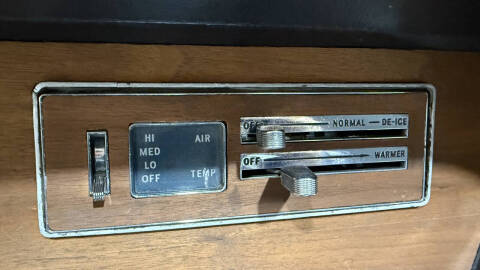 HI AIR
MED
LO
OFF TEMP
OFF NORMAL — DE-ICE
OFF WARMER